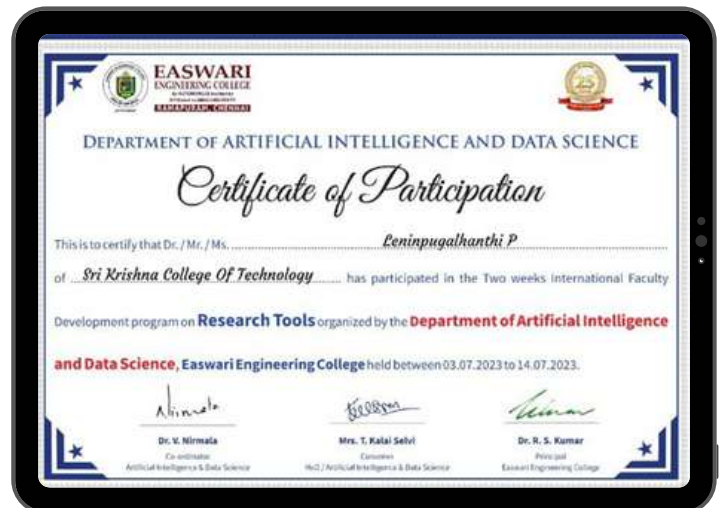 EASWARI
ENGINEERING COLLEGE
RAMAPURAM, CHENNAI
25
DEPARTMENT OF ARTIFICIAL INTELLIGENCE AND DATA SCIENCE
Certificate of Participation
This is to certify that Dr. / Mr. / Ms. Leninpugalhanthi P
of Sri Krishna College Of Technology has participated in the Two weeks International Faculty
Development program on Research Tools organized by the Department of Artificial Intelligence
and Data Science, Easwari Engineering College held between 03.07.2023 to 14.07.2023.
Nirmala
Dr. V. Nirmala
Mrs. T. Kalai Selvi
Dr. R. S. Kumar
Co-ordinator
Convener
Principal
Artificial Intelligence & Data Science
HoD / Artificial Intelligence & Data Science
Easwari Engineering College